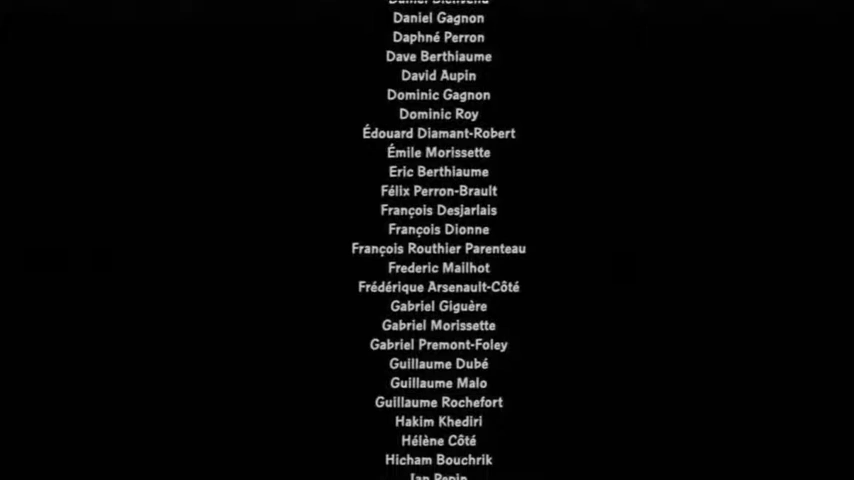 Daniel Gagnon
Daphné Perron
Dave Berthiaume
David Aupin
Dominic Gagnon
Dominic Roy
Édouard Diamant-Robert
Émile Morissette
Eric Berthiaume
Félix Perron-Brault
François Desjarlais
François Dionne
François Routhier Parenteau
Frederic Mailhot
Frédérique Arsenault-Côté
Gabriel Giguère
Gabriel Morissette
Gabriel Premont-Foley
Guillaume Dubé
Guillaume Malo
Guillaume Rochefort
Hakim Khediri
Hélène Côté
Hicham Bouchrik
Ian Pepin